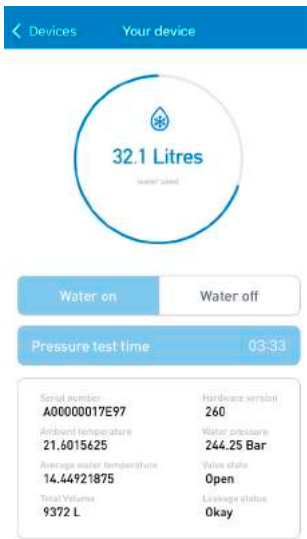 Devices Your device
32.1 Litres
water used
Water on Water off
Pressure test time 03:33
Serial number Hardware version
A00000017E97 260
Ambient temperature Water pressure
21.6015625 244.25 Bar
Average water temperature Valve state
14.44921875 Open
Total Volume Leakage status
9372 L Okay